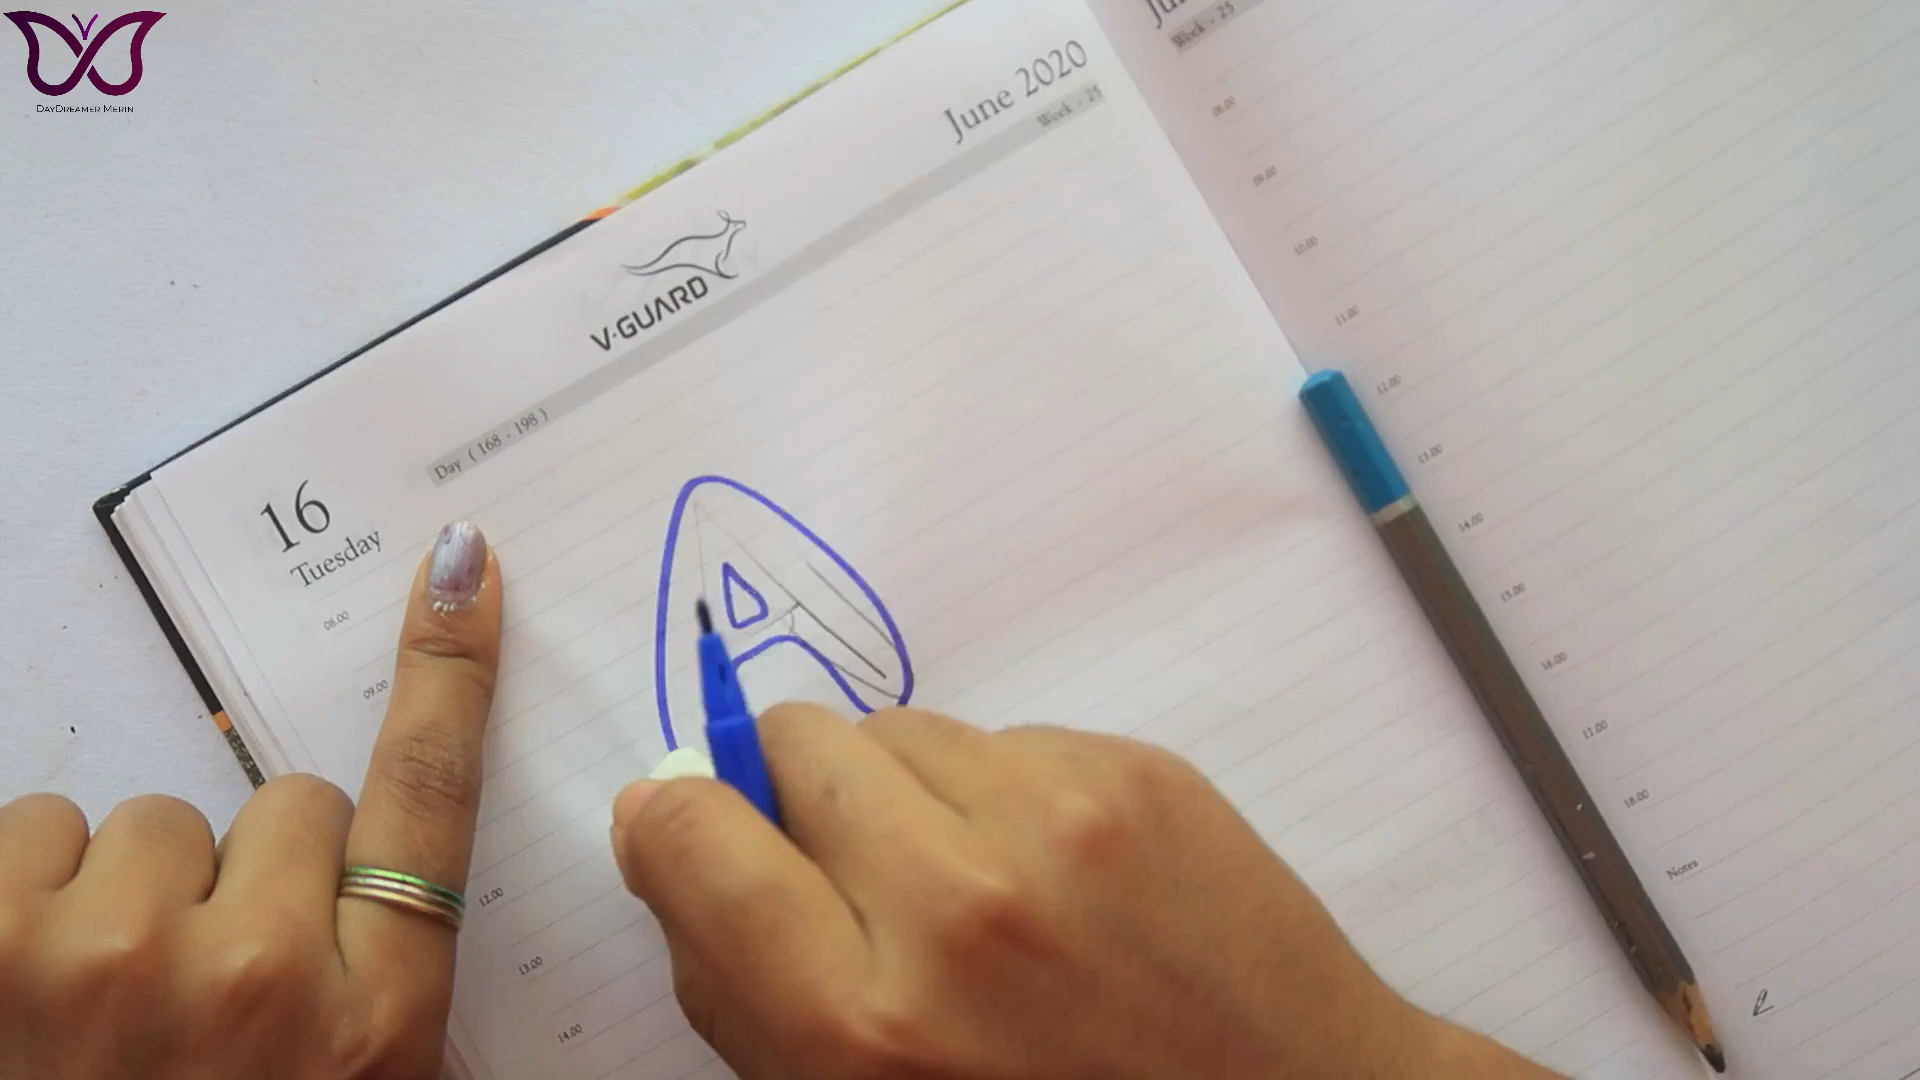 DAYDREAMER MERIN
June 2020
Week - 25
V-GUARD
Day ( 168 - 198 )
16
Tuesday
08.00
09.00
12.00
13.00
14.00
A
Week - 25
08.00
09.00
10.00
11.00
12.00
13.00
14.00
15.00
16.00
17.00
18.00
Notes